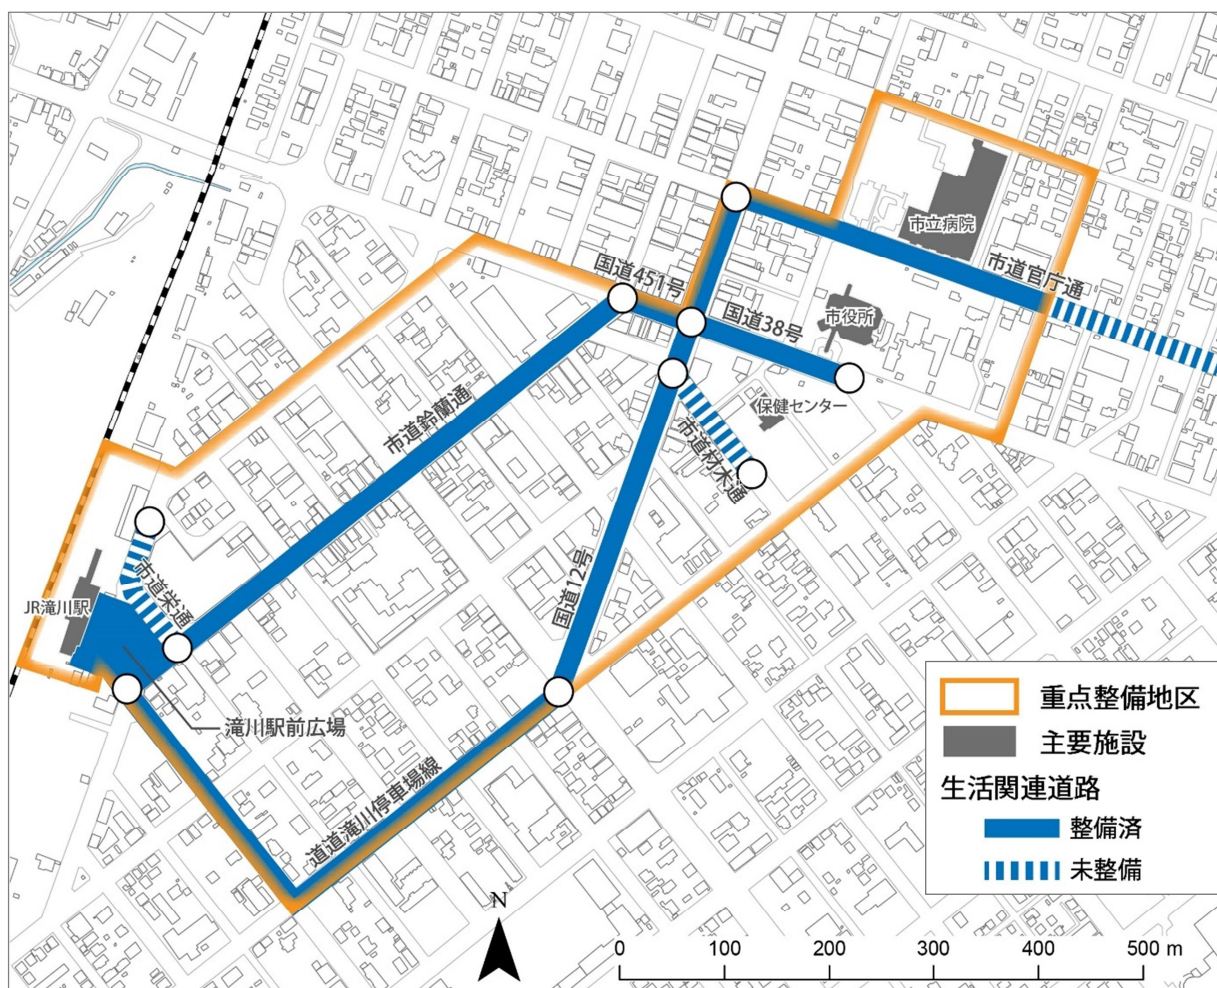 市立病院
国道451号
市道官庁通
国道38号
市役所
市道鈴蘭通
保健センター
市道材木通
国道12号
市道栄通
JR滝川駅
滝川駅前広場
道道滝川停車場線
重点整備地区
主要施設
生活関連道路
整備済
未整備
N
0 100 200 300 400 500 m